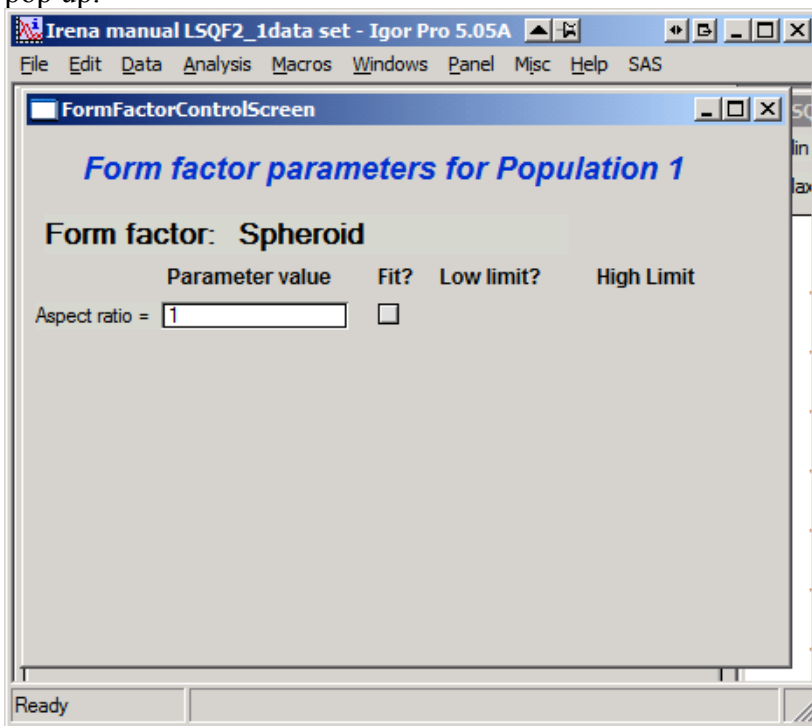 pop up.
Irena manual LSQF2_1data set - Igor Pro 5.05A
File Edit Data Analysis Macros Windows Panel Misc Help SAS
FormFactorControlScreen
Form factor parameters for Population 1
Form factor: Spheroid
Parameter value Fit? Low limit? High Limit
Aspect ratio = 1
Ready